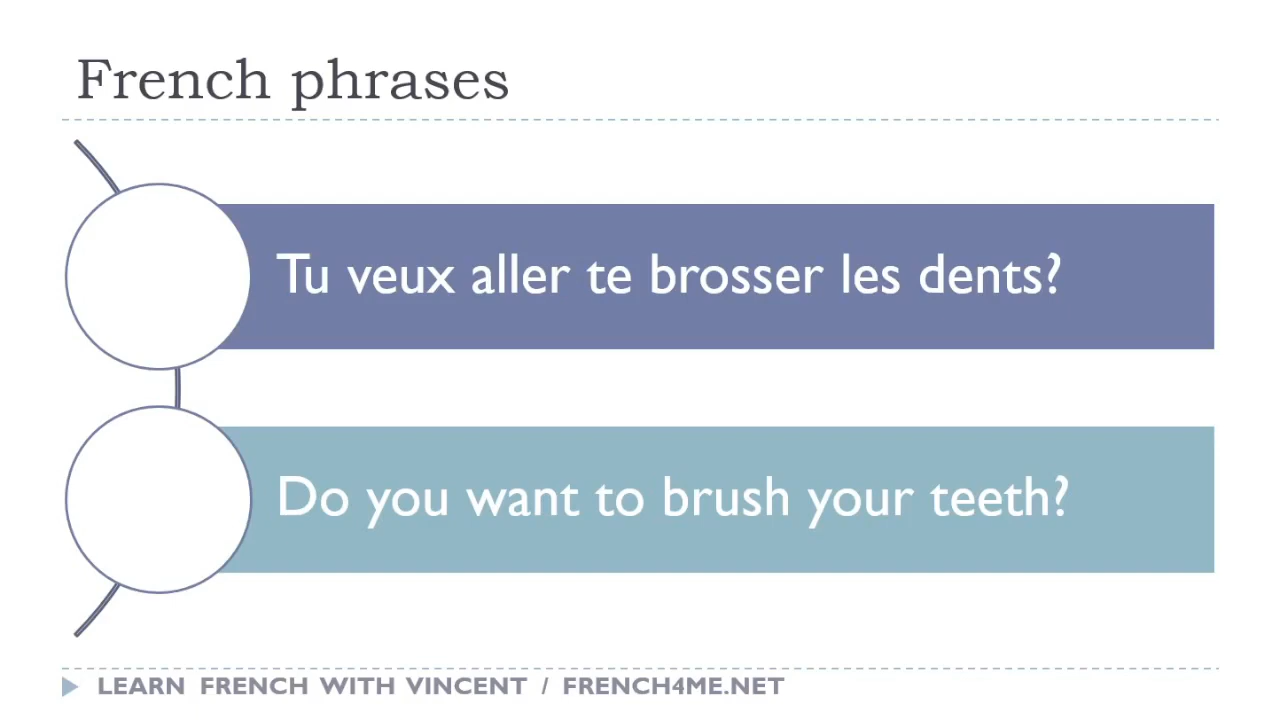 French phrases
Tu veux aller te brosser les dents?
Do you want to brush your teeth?
LEARN FRENCH WITH VINCENT / FRENCH4ME.NET